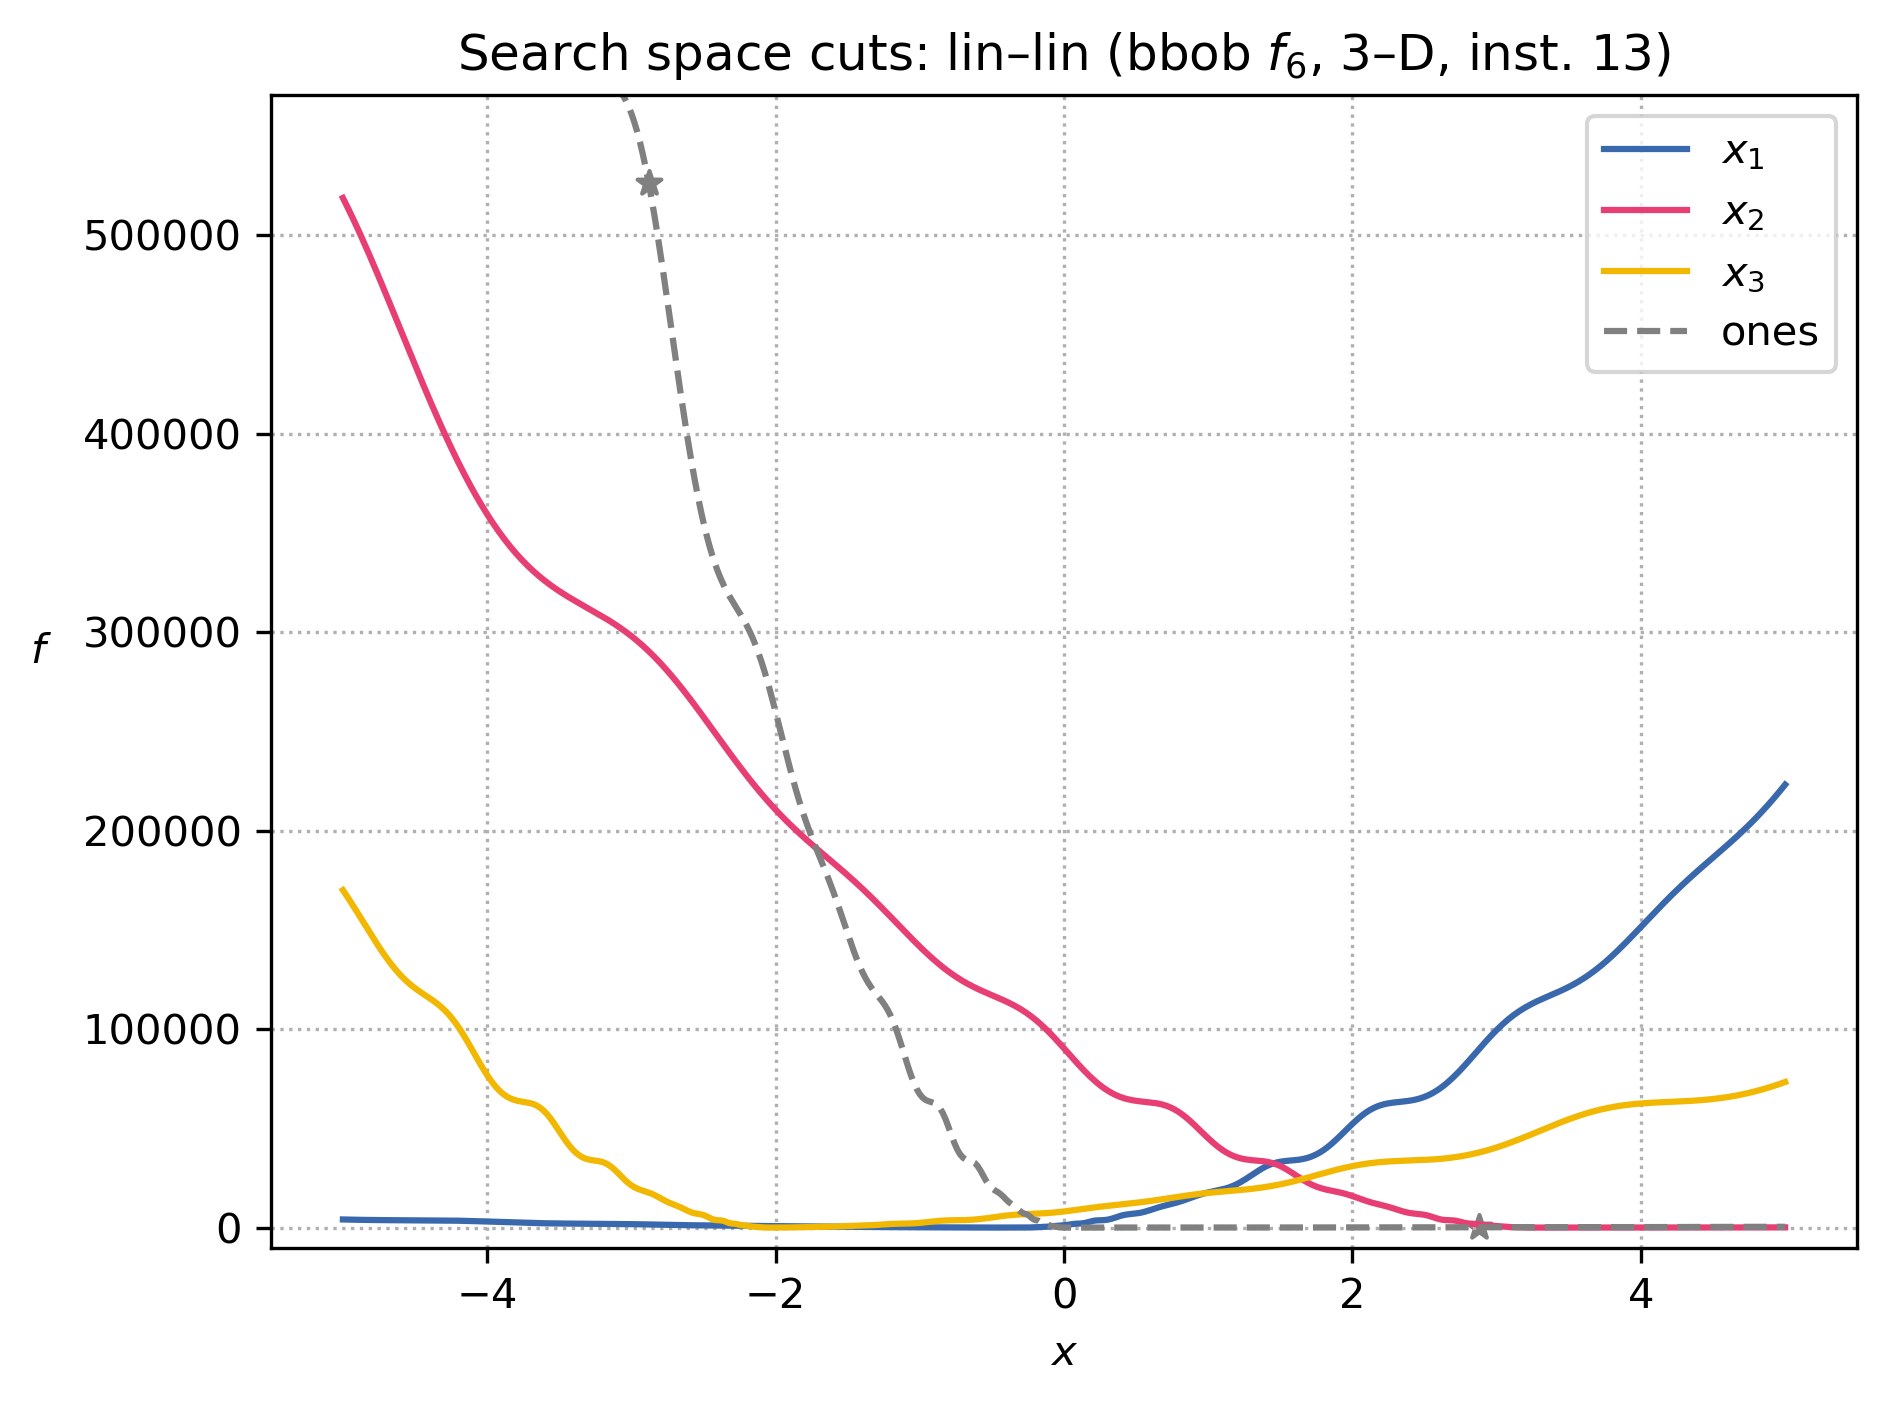 Search space cuts: lin–lin (bbob f₆, 3–D, inst. 13)
x₁
x₂
x₃
ones
500000
400000
300000
200000
100000
0
f
−4 −2 0 2 4
x